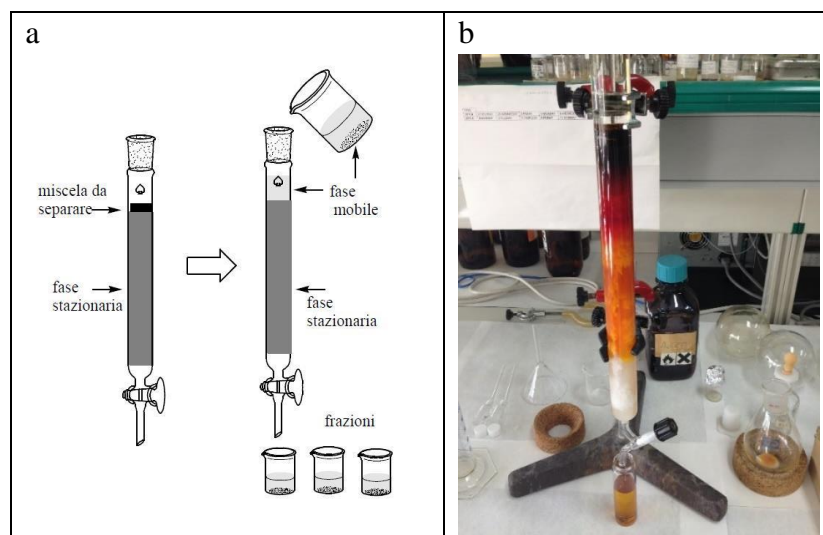 a
miscela da
separare
fase
stazionaria
fase
mobile
fase
stazionaria
frazioni
b